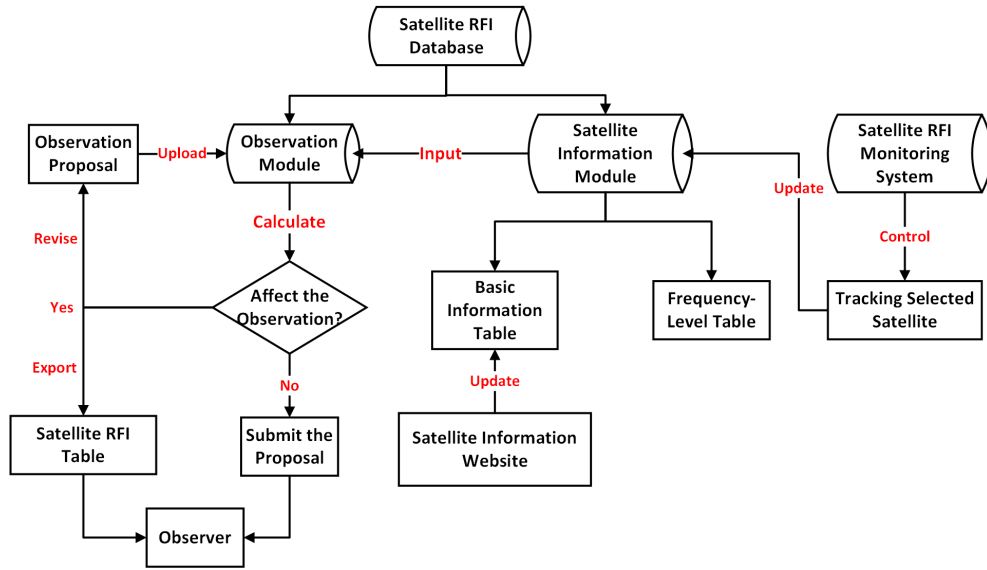 Satellite RFI
Database
Observation
Proposal
Upload
Observation
Module
Input
Satellite
Information
Module
Update
Satellite RFI
Monitoring
System
Revise
Calculate
Control
Yes
Affect the
Observation?
Basic
Information
Table
Frequency-
Level Table
Tracking Selected
Satellite
Export
No
Update
Satellite RFI
Table
Submit the
Proposal
Satellite Information
Website
Observer